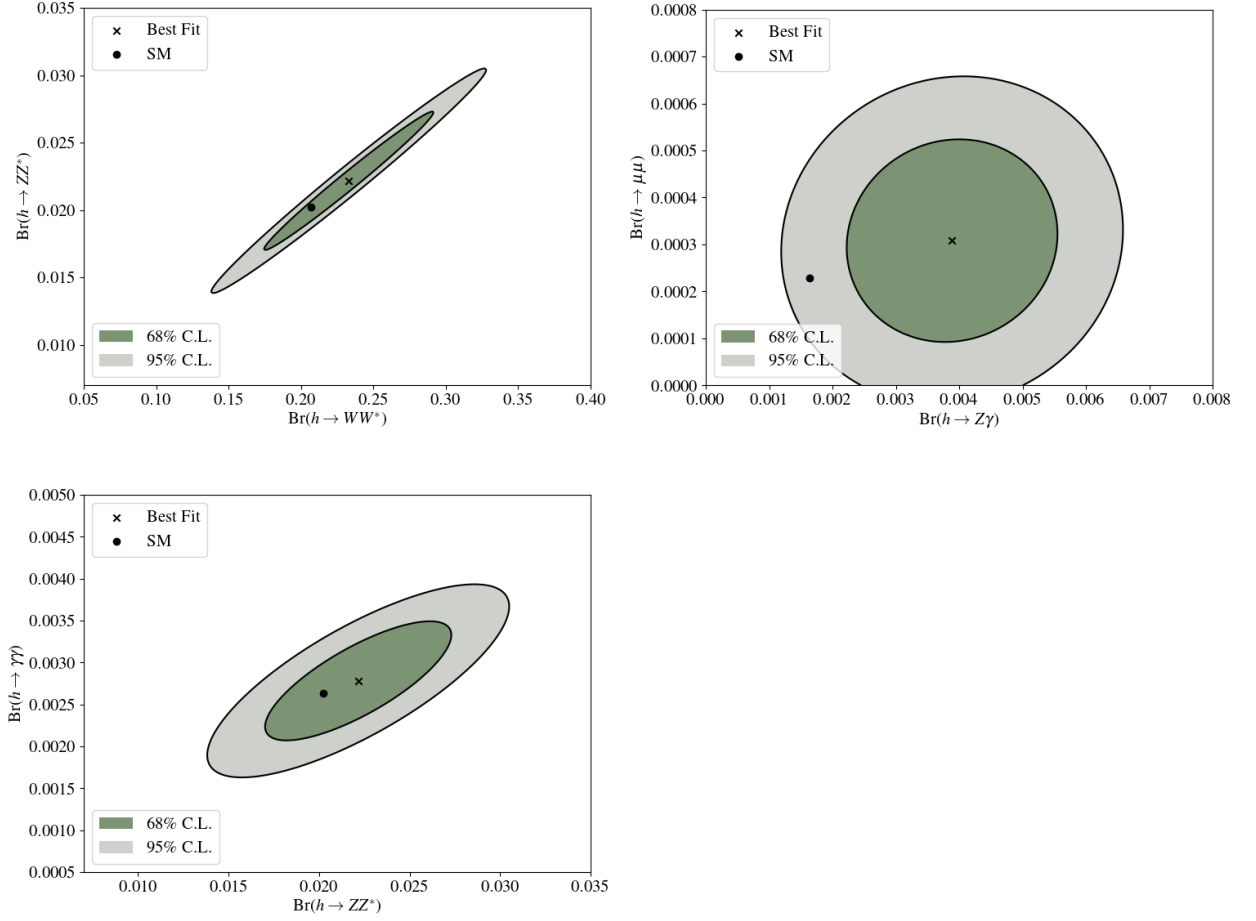 0.035
0.030
0.025
0.020
0.015
0.010
Br(h → ZZ*)
Best Fit
SM
68% C.L.
95% C.L.
0.05 0.10 0.15 0.20 0.25 0.30 0.35 0.40
Br(h → WW*)
0.0008
0.0007
0.0006
0.0005
0.0004
0.0003
0.0002
0.0001
0.0000
Br(h → μμ)
Best Fit
SM
68% C.L.
95% C.L.
0.000 0.001 0.002 0.003 0.004 0.005 0.006 0.007 0.008
Br(h → Zγ)
0.0050
0.0045
0.0040
0.0035
0.0030
0.0025
0.0020
0.0015
0.0010
0.0005
Br(h → γγ)
Best Fit
SM
68% C.L.
95% C.L.
0.010 0.015 0.020 0.025 0.030 0.035
Br(h → ZZ*)